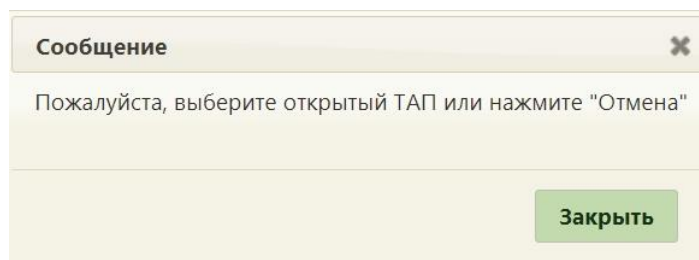 Сообщение
Пожалуйста, выберите открытый ТАП или нажмите "Отмена"
Закрыть